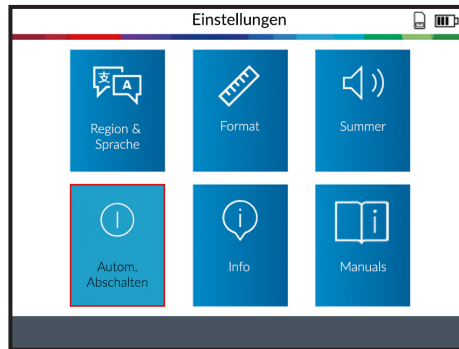 Einstellungen
Region &
Sprache
Format
Summer
Autom.
Abschalten
Info
Manuals